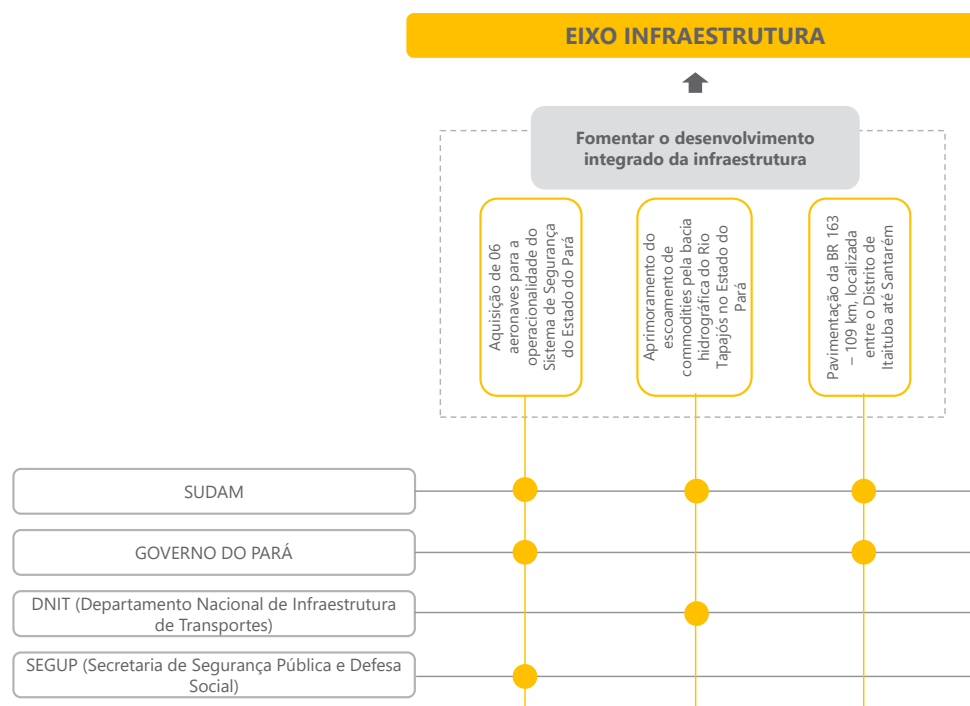 EIXO INFRAESTRUTURA
Fomentar o desenvolvimento
integrado da infraestrutura
Aquisição de 06
aeronaves para a
operacionalidade do
Sistema de Segurança
do Estado do Pará
Aprimoramento do
escoamento de
commodities pela bacia
hidrográfica do Rio
Tapajós no Estado do
Pará
Pavimentação da BR 163
– 109 km, localizada
entre o Distrito de
Itaituba até Santarém
SUDAM
GOVERNO DO PARÁ
DNIT (Departamento Nacional de Infraestrutura
de Transportes)
SEGUP (Secretaria de Segurança Pública e Defesa
Social)